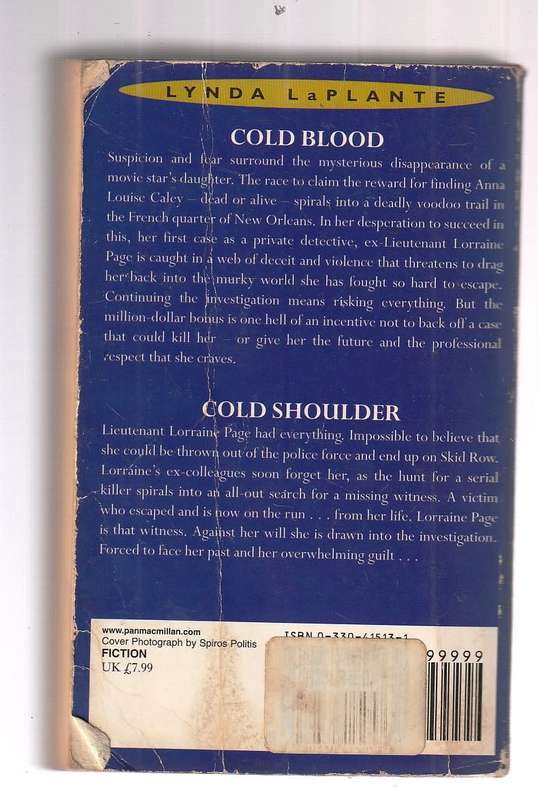 LYNDA LaPLANTE
COLD BLOOD
Suspicion and fear surround the mysterious disappearance of a
movie star's daughter. The race to claim the reward for finding Anna
Louise Caley – dead or alive – spirals into a deadly voodoo trail in
the French quarter of New Orleans. In her desperation to succeed in
this, her first case as a private detective, ex-Lieutenant Lorraine
Page is caught in a web of deceit and violence that threatens to drag
her back into the murky world she has fought so hard to escape.
Continuing the investigation means risking everything. But the
million-dollar bonus is one hell of an incentive not to back off a case
that could kill her – or give her the future and the professional
respect that she craves.
COLD SHOULDER
Lieutenant Lorraine Page had everything. Impossible to believe that
she could be thrown out of the police force and end up on Skid Row.
Lorraine's ex-colleagues soon forget her, as the hunt for a serial
killer spirals into an all-out search for a missing witness. A victim
who escaped and is now on the run . . . from her life. Lorraine Page
is that witness. Against her will she is drawn into the investigation.
Forced to face her past and her overwhelming guilt . . .
www.panmacmillan.com
Cover Photograph by Spiros Politis
FICTION
UK £7.99
ISBN 0-330-41513-1
99999